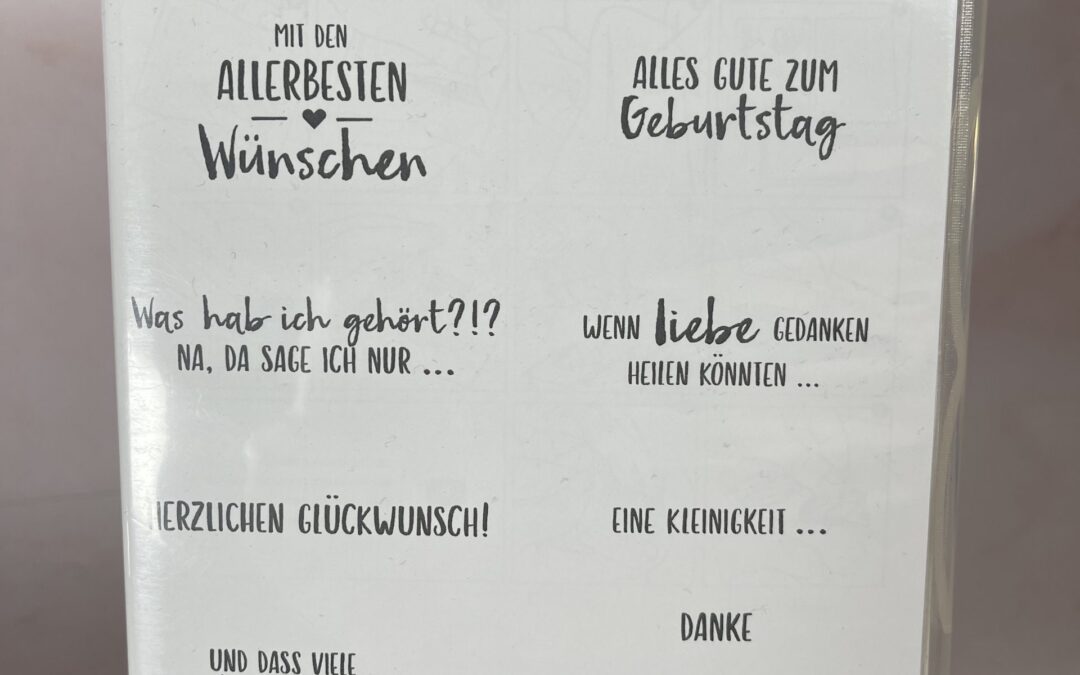 MIT DEN
ALLERBESTEN
Wünschen
ALLES GUTE ZUM
Geburtstag
Was hab ich gehört?!?
NA, DA SAGE ICH NUR ...
WENN liebe GEDANKEN
HEILEN KÖNNTEN ...
HERZLICHEN GLÜCKWUNSCH!
EINE KLEINIGKEIT ...
DANKE
UND DASS VIELE